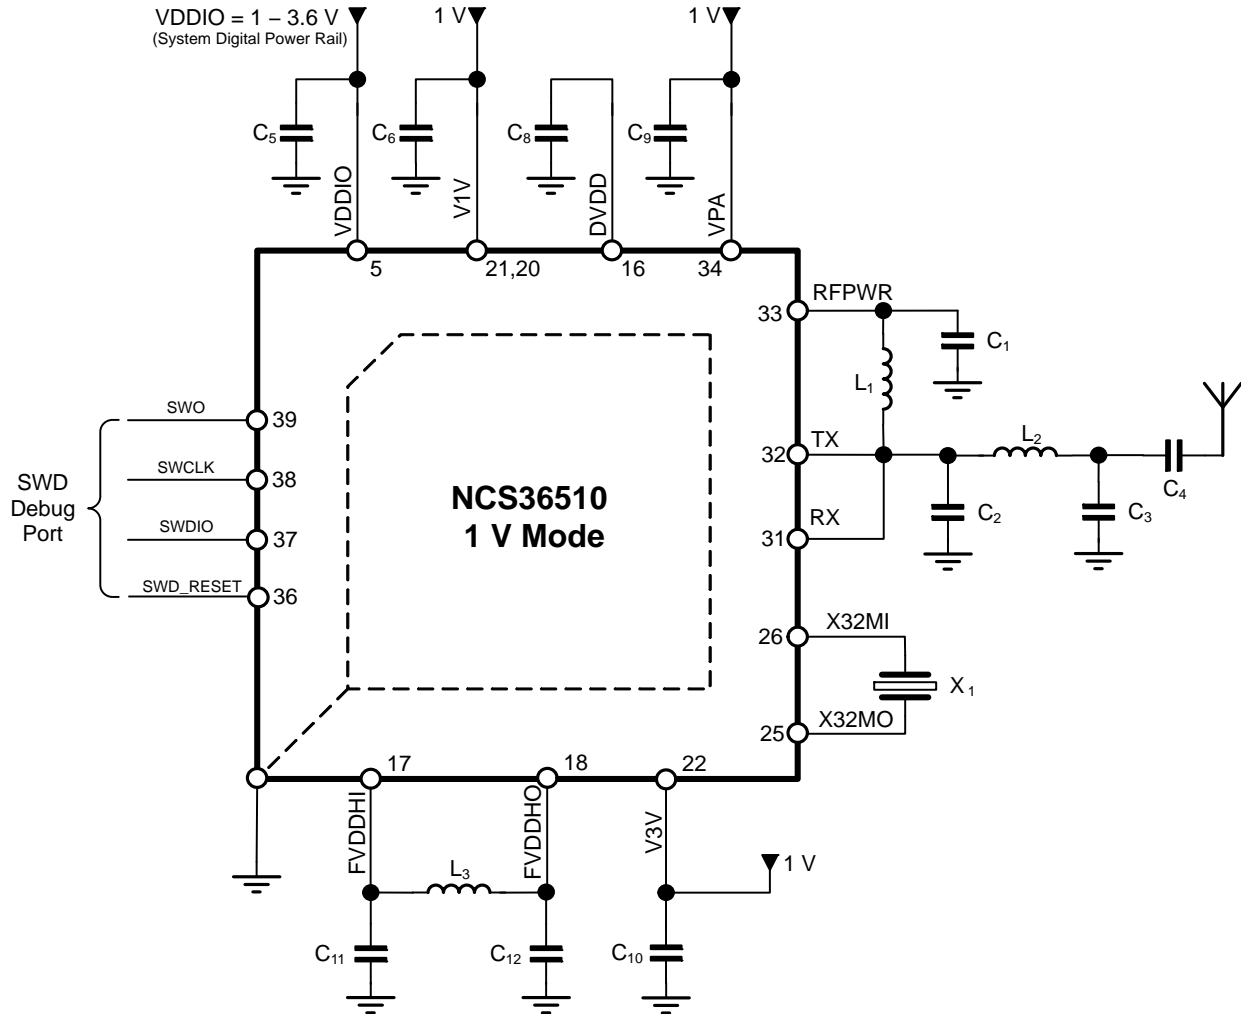 VDDIO = 1 – 3.6 V
(System Digital Power Rail)
1 V
1 V
C5
C6
C8
C9
VDDIO
V1V
DVDD
VPA
5
21,20
16
34
33
RFPWR
C1
L1
39
SWO
38
SWCLK
37
SWDIO
36
SWD_RESET
SWD
Debug
Port
NCS36510
1 V Mode
32
TX
L2
C4
C2
C3
31
RX
26
X32MI
X1
25
X32MO
17
18
22
FVDDHI
FVDDHO
V3V
L3
1 V
C11
C12
C10